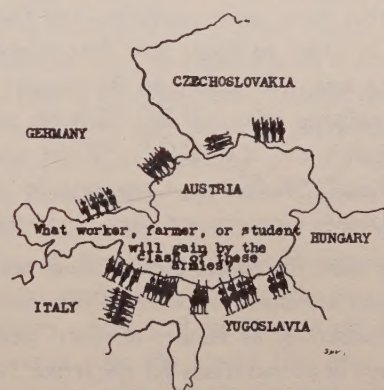 CZECHOSLOVAKIA
GERMANY
AUSTRIA
What worker, farmer, or student
will gain by the
clash of these
armies?
HUNGARY
ITALY
YUGOSLAVIA